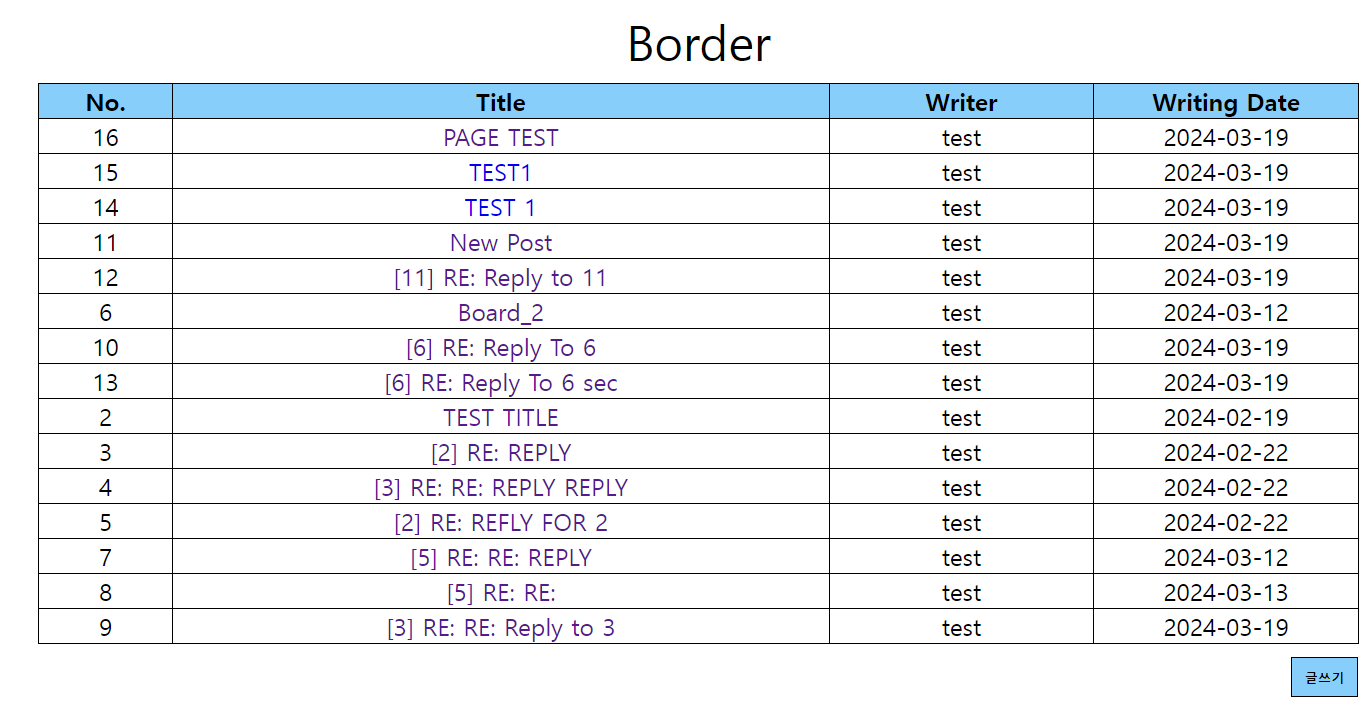 Border
No. Title Writer Writing Date
16 PAGE TEST test 2024-03-19
15 TEST1 test 2024-03-19
14 TEST 1 test 2024-03-19
11 New Post test 2024-03-19
12 [11] RE: Reply to 11 test 2024-03-19
6 Board_2 test 2024-03-12
10 [6] RE: Reply To 6 test 2024-03-19
13 [6] RE: Reply To 6 sec test 2024-03-19
2 TEST TITLE test 2024-02-19
3 [2] RE: REPLY test 2024-02-22
4 [3] RE: RE: REPLY REPLY test 2024-02-22
5 [2] RE: REFLY FOR 2 test 2024-02-22
7 [5] RE: RE: REPLY test 2024-03-12
8 [5] RE: RE: test 2024-03-13
9 [3] RE: RE: Reply to 3 test 2024-03-19
글쓰기